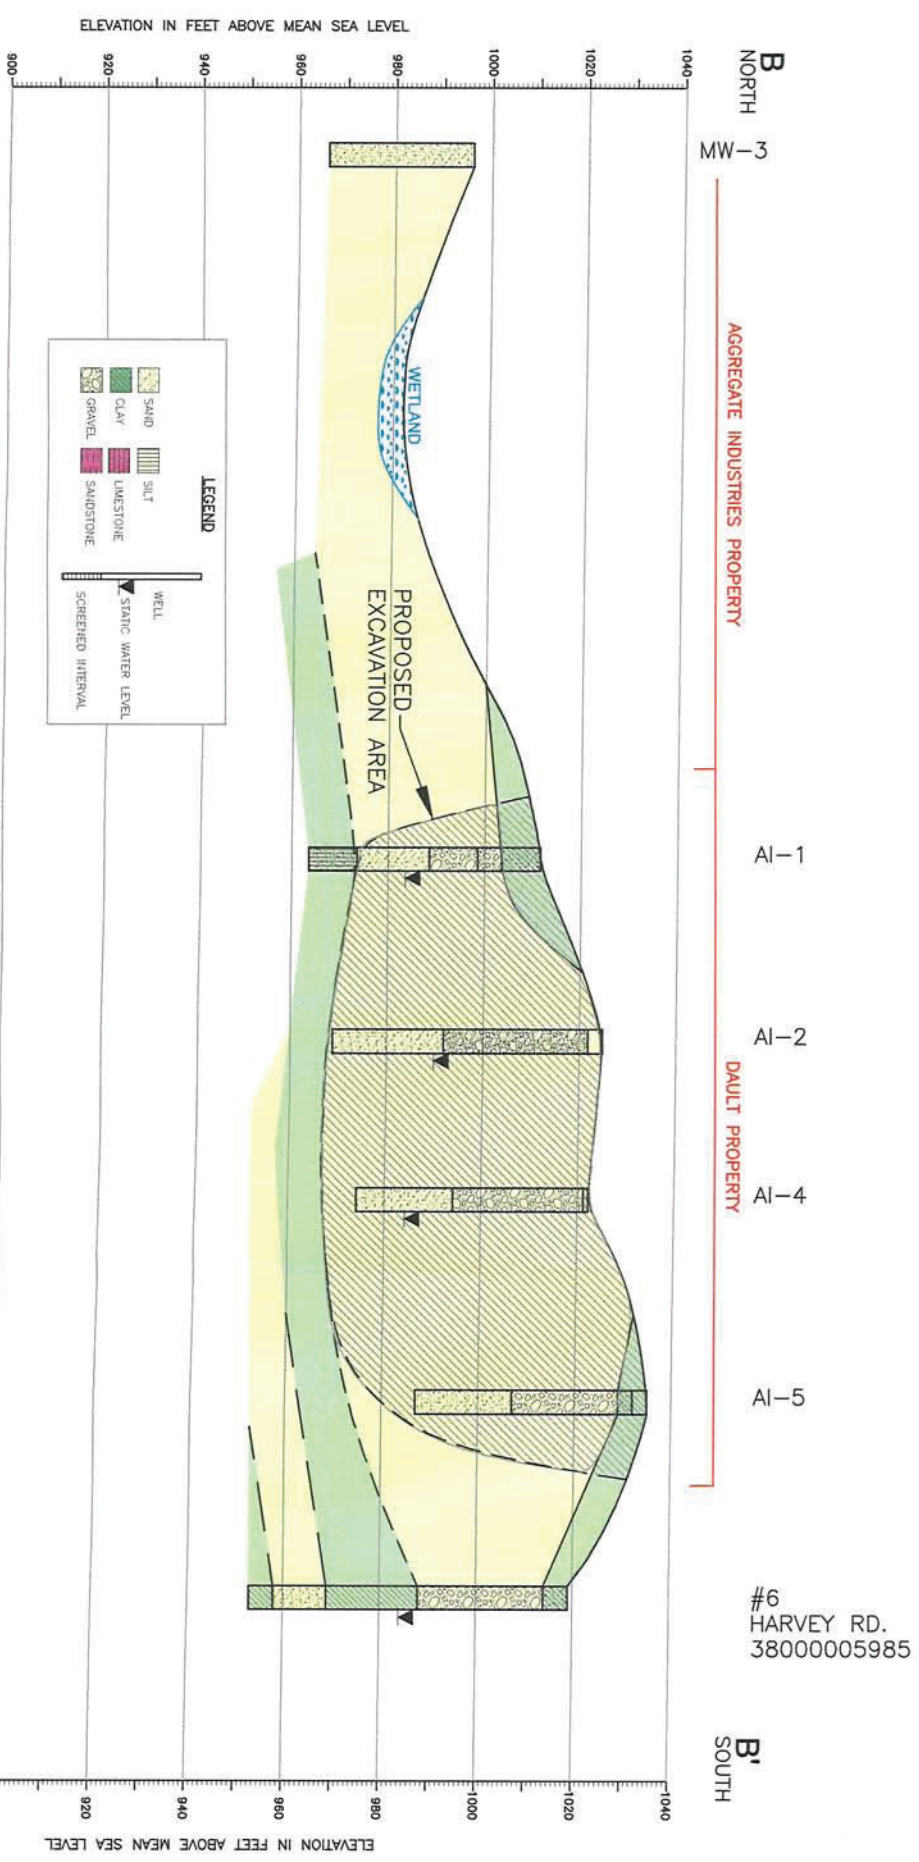 B
NORTH
B'
SOUTH
MW-3
AI-1
AI-2
AI-4
AI-5
#6
HARVEY RD.
38000005985
AGGREGATE INDUSTRIES PROPERTY
DAULT PROPERTY
ELEVATION IN FEET ABOVE MEAN SEA LEVEL
1040
1020
1000
980
960
940
920
900
WETLAND
PROPOSED
EXCAVATION AREA
LEGEND
SAND
CLAY
GRAVEL
SILT
LIMESTONE
SANDSTONE
WELL
STATIC WATER LEVEL
SCREENED INTERVAL
1040
1020
1000
980
960
940
920
ELEVATION IN FEET ABOVE MEAN SEA LEVEL